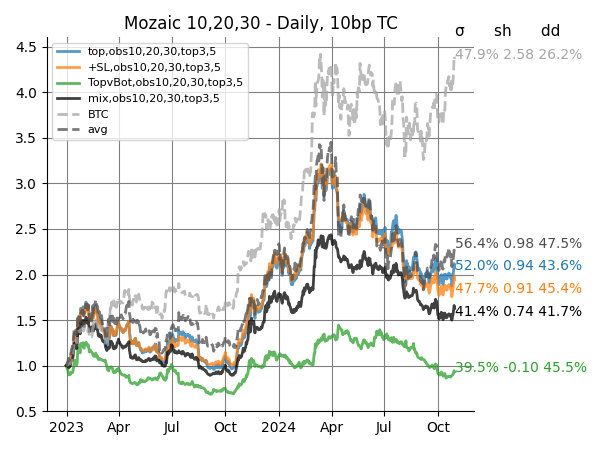 Mozaic 10,20,30 - Daily, 10bp TC
σ sh dd
top,obs10,20,30,top3,5
+SL,obs10,20,30,top3,5
TopvBot,obs10,20,30,top3,5
mix,obs10,20,30,top3,5
BTC
avg
47.9% 2.58 26.2%
56.4% 0.98 47.5%
52.0% 0.94 43.6%
47.7% 0.91 45.4%
41.4% 0.74 41.7%
39.5% -0.10 45.5%
4.5
4.0
3.5
3.0
2.5
2.0
1.5
1.0
0.5
2023 Apr Jul Oct 2024 Apr Jul Oct